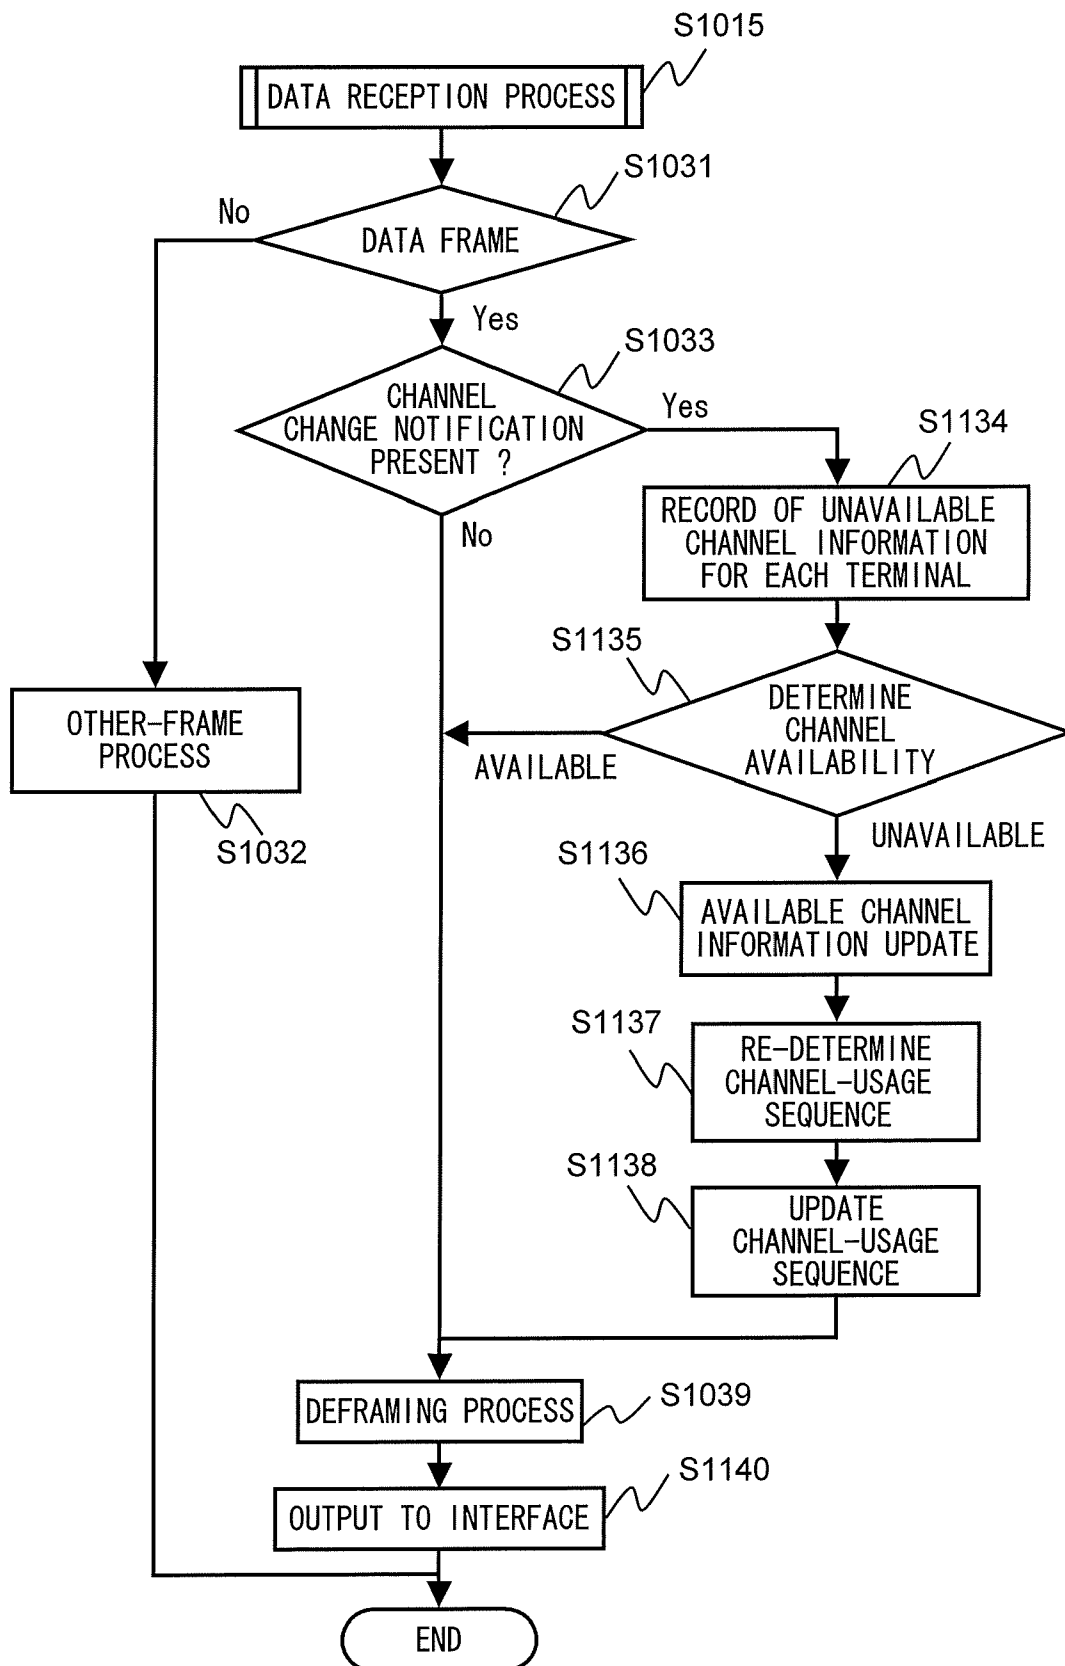 S1015
DATA RECEPTION PROCESS
S1031
No
DATA FRAME
Yes
S1033
CHANNEL
CHANGE NOTIFICATION
PRESENT ?
Yes
S1134
No
RECORD OF UNAVAILABLE
CHANNEL INFORMATION
FOR EACH TERMINAL
S1135
DETERMINE
CHANNEL
AVAILABILITY
OTHER-FRAME
PROCESS
AVAILABLE
S1032
UNAVAILABLE
S1136
AVAILABLE CHANNEL
INFORMATION UPDATE
S1137
RE-DETERMINE
CHANNEL-USAGE
SEQUENCE
S1138
UPDATE
CHANNEL-USAGE
SEQUENCE
DEFRAMING PROCESS
S1039
S1140
OUTPUT TO INTERFACE
END